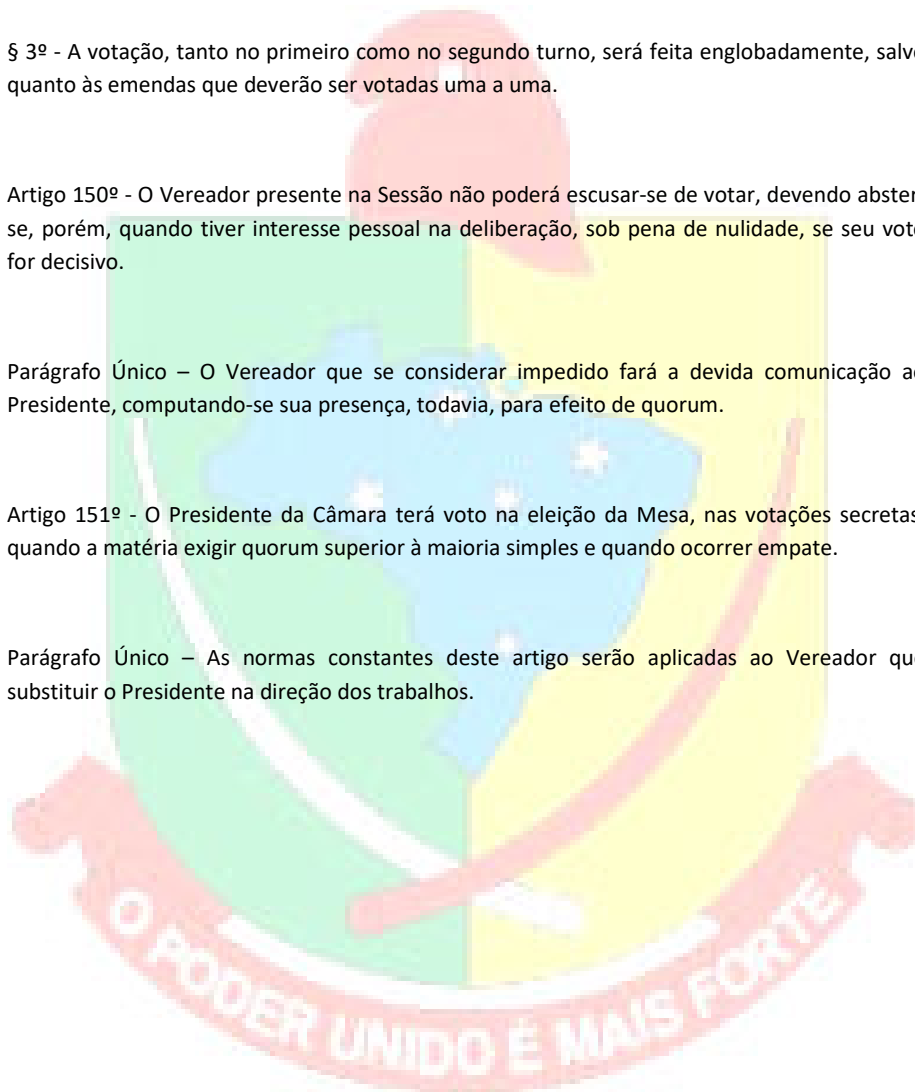 § 3º - A votação, tanto no primeiro como no segundo turno, será feita englobadamente, salv
quanto às emendas que deverão ser votadas uma a uma.
Artigo 150º - O Vereador presente na Sessão não poderá escusar-se de votar, devendo abster
se, porém, quando tiver interesse pessoal na deliberação, sob pena de nulidade, se seu vot
for decisivo.
Parágrafo Único – O Vereador que se considerar impedido fará a devida comunicação a
Presidente, computando-se sua presença, todavia, para efeito de quorum.
Artigo 151º - O Presidente da Câmara terá voto na eleição da Mesa, nas votações secretas
quando a matéria exigir quorum superior à maioria simples e quando ocorrer empate.
Parágrafo Único – As normas constantes deste artigo serão aplicadas ao Vereador qu
substituir o Presidente na direção dos trabalhos.
O PODER UNIDO É MAIS FORTE